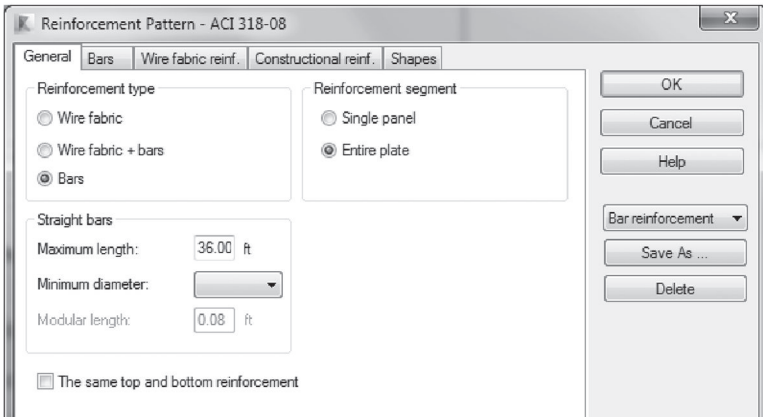 Reinforcement Pattern - ACI 318-08
General Bars Wire fabric reinf. Constructional reinf. Shapes
Reinforcement type
Wire fabric
Wire fabric + bars
Bars
Reinforcement segment
Single panel
Entire plate
Straight bars
Maximum length: 36.00 ft
Minimum diameter:
Modular length: 0.08 ft
The same top and bottom reinforcement
OK
Cancel
Help
Bar reinforcement
Save As ...
Delete